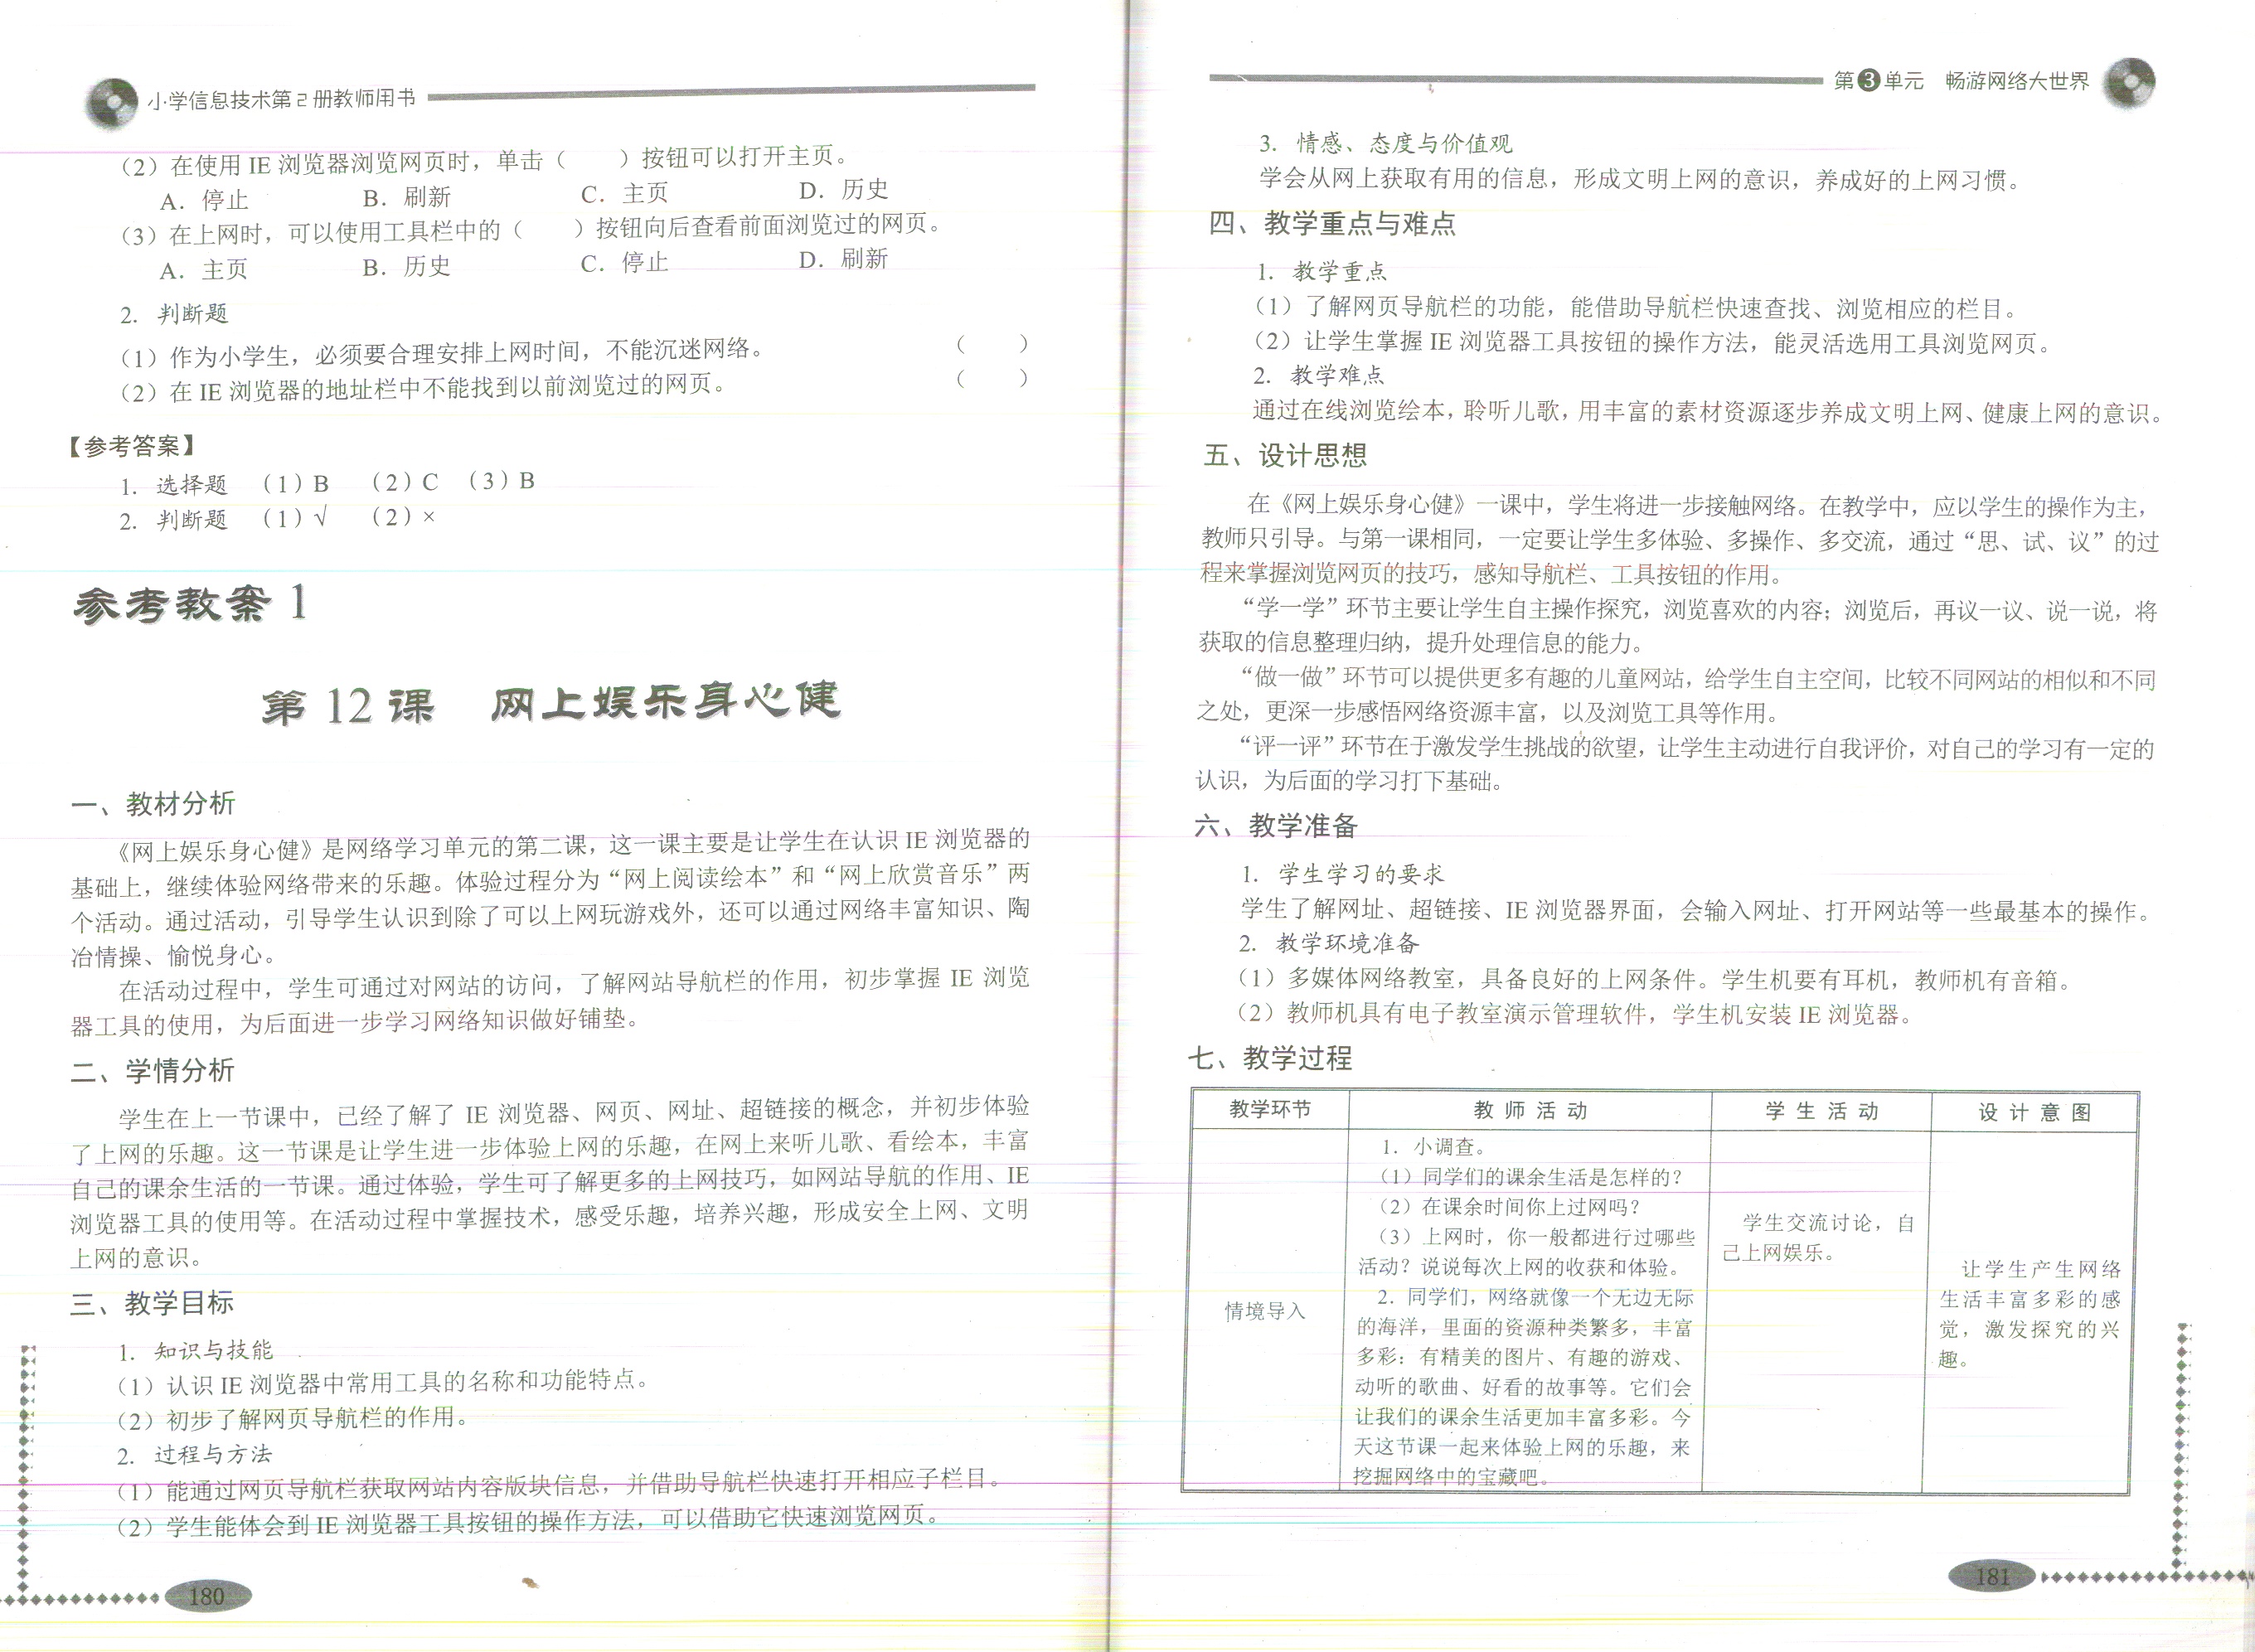 小学信息技术第2册教师用书
（2）在使用 IE 浏览器浏览网页时，单击（　　）按钮可以打开主页。
A．停止　B．刷新　C．主页　D．历史
（3）在上网时，可以使用工具栏中的（　　）按钮向后查看前面浏览过的网页。
A．主页　B．历史　C．停止　D．刷新
2．判断题
（1）作为小学生，必须要合理安排上网时间，不能沉迷网络。（　　）
（2）在 IE 浏览器的地址栏中不能找到以前浏览过的网页。（　　）
【参考答案】
1．选择题　（1）B　（2）C　（3）B
2．判断题　（1）√　（2）×
参考教案 1
第 12 课　网上娱乐身心健
一、教材分析
《网上娱乐身心健》是网络学习单元的第二课，这一课主要是让学生在认识 IE 浏览器的
基础上，继续体验网络带来的乐趣。体验过程分为“网上阅读绘本”和“网上欣赏音乐”两
个活动。通过活动，引导学生认识到除了可以上网玩游戏外，还可以通过网络丰富知识、陶
冶情操、愉悦身心。
在活动过程中，学生可通过对网站的访问，了解网站导航栏的作用，初步掌握 IE 浏览
器工具的使用，为后面进一步学习网络知识做好铺垫。
二、学情分析
学生在上一节课中，已经了解了 IE 浏览器、网页、网址、超链接的概念，并初步体验
了上网的乐趣。这一节课是让学生进一步体验上网的乐趣，在网上来听儿歌、看绘本，丰富
自己的课余生活的一节课。通过体验，学生可了解更多的上网技巧，如网站导航的作用、IE
浏览器工具的使用等。在活动过程中掌握技术，感受乐趣，培养兴趣，形成安全上网、文明
上网的意识。
三、教学目标
1．知识与技能
（1）认识 IE 浏览器中常用工具的名称和功能特点。
（2）初步了解网页导航栏的作用。
2．过程与方法
（1）能通过网页导航栏获取网站内容版块信息，并借助导航栏快速打开相应子栏目。
（2）学生能体会到 IE 浏览器工具按钮的操作方法，可以借助它快速浏览网页。
180
第3单元　畅游网络大世界
3．情感、态度与价值观
学会从网上获取有用的信息，形成文明上网的意识，养成好的上网习惯。
四、教学重点与难点
1．教学重点
（1）了解网页导航栏的功能，能借助导航栏快速查找、浏览相应的栏目。
（2）让学生掌握 IE 浏览器工具按钮的操作方法，能灵活选用工具浏览网页。
2．教学难点
通过在线浏览绘本，聆听儿歌，用丰富的素材资源逐步养成文明上网、健康上网的意识。
五、设计思想
在《网上娱乐身心健》一课中，学生将进一步接触网络。在教学中，应以学生的操作为主，
教师只引导。与第一课相同，一定要让学生多体验、多操作、多交流，通过“思、试、议”的过
程来掌握浏览网页的技巧，感知导航栏、工具按钮的作用。
“学一学”环节主要让学生自主操作探究，浏览喜欢的内容；浏览后，再议一议、说一说，将
获取的信息整理归纳，提升处理信息的能力。
“做一做”环节可以提供更多有趣的儿童网站，给学生自主空间，比较不同网站的相似和不同
之处，更深一步感悟网络资源丰富，以及浏览工具等作用。
“评一评”环节在于激发学生挑战的欲望，让学生主动进行自我评价，对自己的学习有一定的
认识，为后面的学习打下基础。
六、教学准备
1．学生学习的要求
学生了解网址、超链接、IE 浏览器界面，会输入网址、打开网站等一些最基本的操作。
2．教学环境准备
（1）多媒体网络教室，具备良好的上网条件。学生机要有耳机，教师机有音箱。
（2）教师机具有电子教室演示管理软件，学生机安装 IE 浏览器。
七、教学过程
教学环节　教师活动　学生活动　设计意图
情境导入
1．小调查。
（1）同学们的课余生活是怎样的？
（2）在课余时间你上过网吗？
（3）上网时，你一般都进行过哪些
活动？说说每次上网的收获和体验。
2．同学们，网络就像一个无边无际
的海洋，里面的资源种类繁多，丰富
多彩：有精美的图片、有趣的游戏、
动听的歌曲、好看的故事等。它们会
让我们的课余生活更加丰富多彩。今
天这节课一起来体验上网的乐趣，来
挖掘网络中的宝藏吧。
学生交流讨论，自
己上网娱乐。
让学生产生网络
生活丰富多彩的感
觉，激发探究的兴
趣。
181